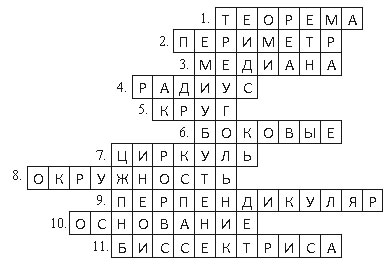 1. ТЕОРЕМА
2. ПЕРИМЕТР
3. МЕДИАНА
4. РАДИУС
5. КРУГ
6. БОКОВЫЕ
7. ЦИРКУЛЬ
8. ОКРУЖНОСТЬ
9. ПЕРПЕНДИКУЛЯР
10. ОСНОВАНИЕ
11. БИССЕКТРИСА